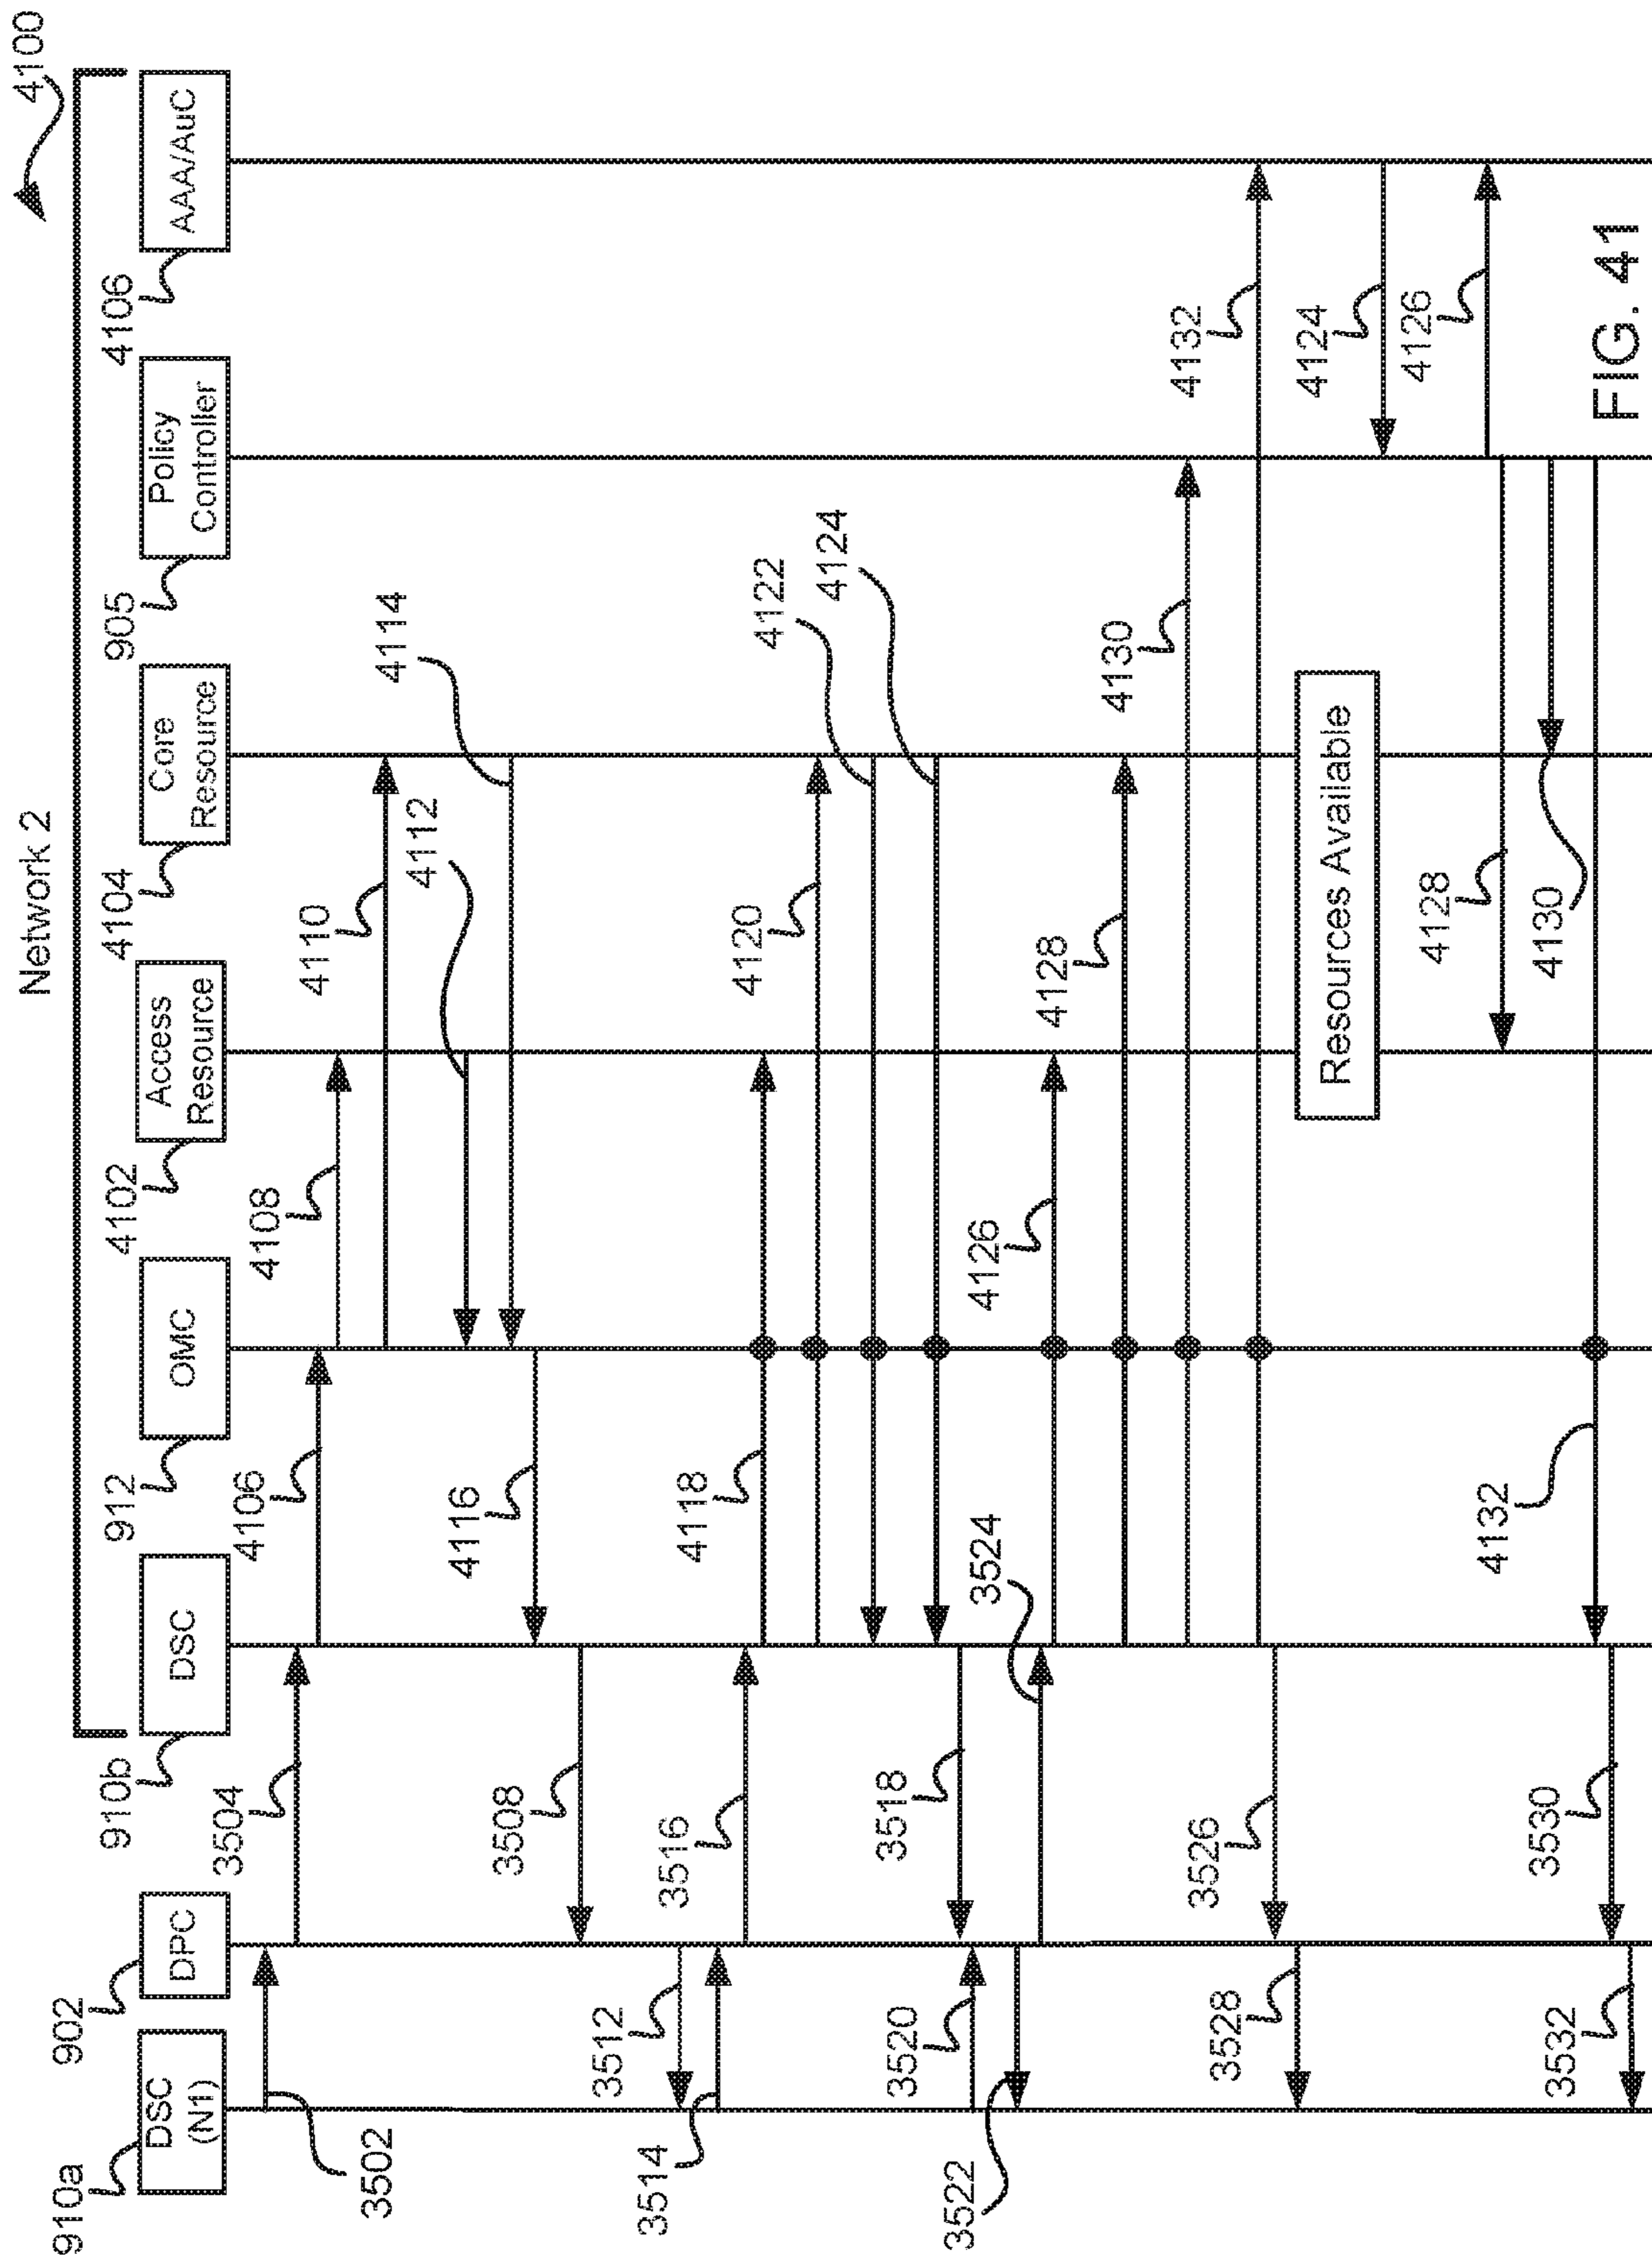 4100
Network 2
910a
902
910b
912
4102
4104
905
4106
DSC
(N1)
DPC
DSC
OMC
Access
Resource
Core
Resource
Policy
Controller
AAA/AuC
3502
3504
4106
4108
4110
4112
4114
4116
3508
3512
3514
3516
4118
4120
4122
4124
3518
3520
3522
3524
4126
4128
4130
4132
3526
3528
Resources Available
4124
4126
4128
4130
4132
3530
3532
FIG. 41